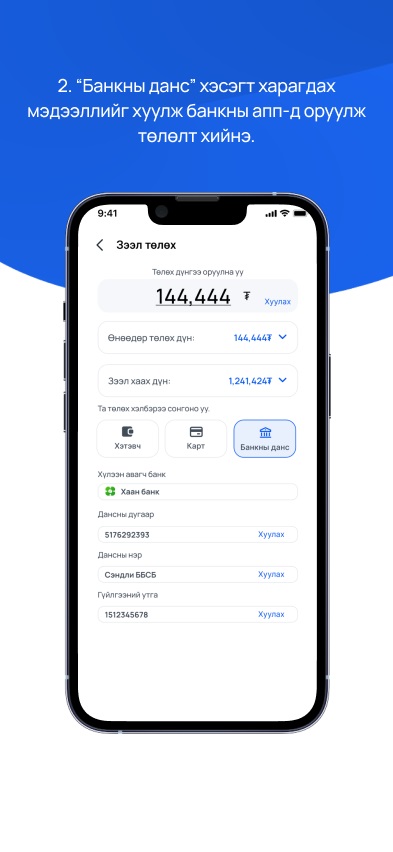 2. “Банкны данс” хэсэгт харагдах
мэдээллийг хуулж банкны апп-д оруулж
төлөлт хийнэ.
9:41
Зээл төлөх
Төлөх дүнгээ оруулна уу
144,444 ₮ Хуулах
Өнөөдөр төлөх дүн: 144,444₮
Зээл хаах дүн: 1,241,424₮
Та төлөх хэлбэрээ сонгоно уу.
Хэтэвч Карт Банкны данс
Хүлээн авагч банк
Хаан банк
Дансны дугаар
5176292393 Хуулах
Дансны нэр
Сэндли ББСБ Хуулах
Гүйлгээний утга
1512345678 Хуулах